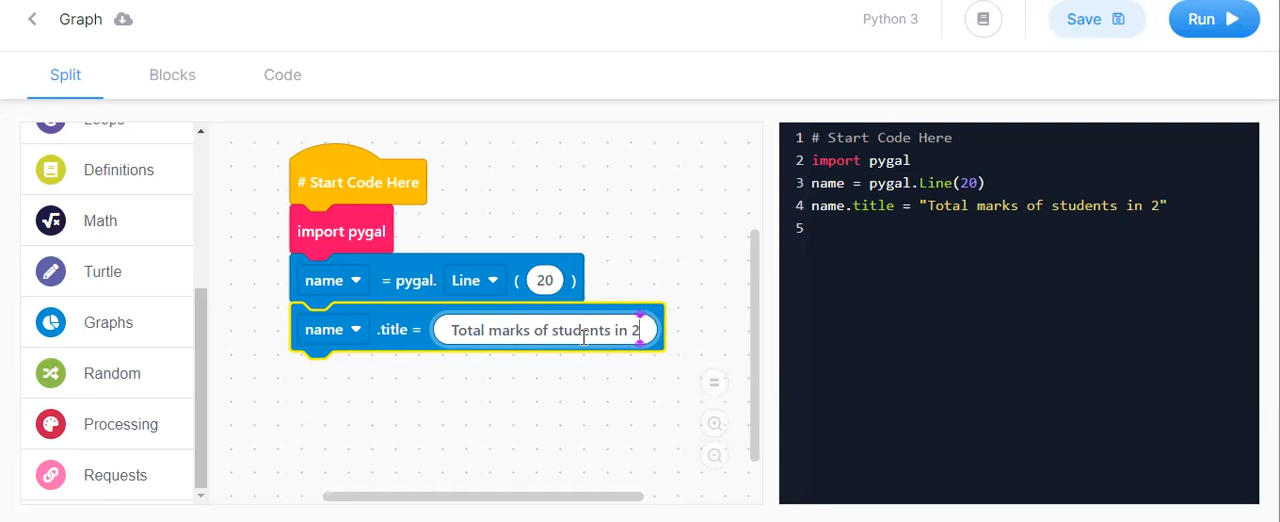 Graph
Python 3
Save
Run
Split
Blocks
Code
Loops
Definitions
Math
Turtle
Graphs
Random
Processing
Requests
# Start Code Here
import pygal
name = pygal. Line ( 20 )
name .title = Total marks of students in 2
1 # Start Code Here
2 import pygal
3 name = pygal.Line(20)
4 name.title = "Total marks of students in 2"
5